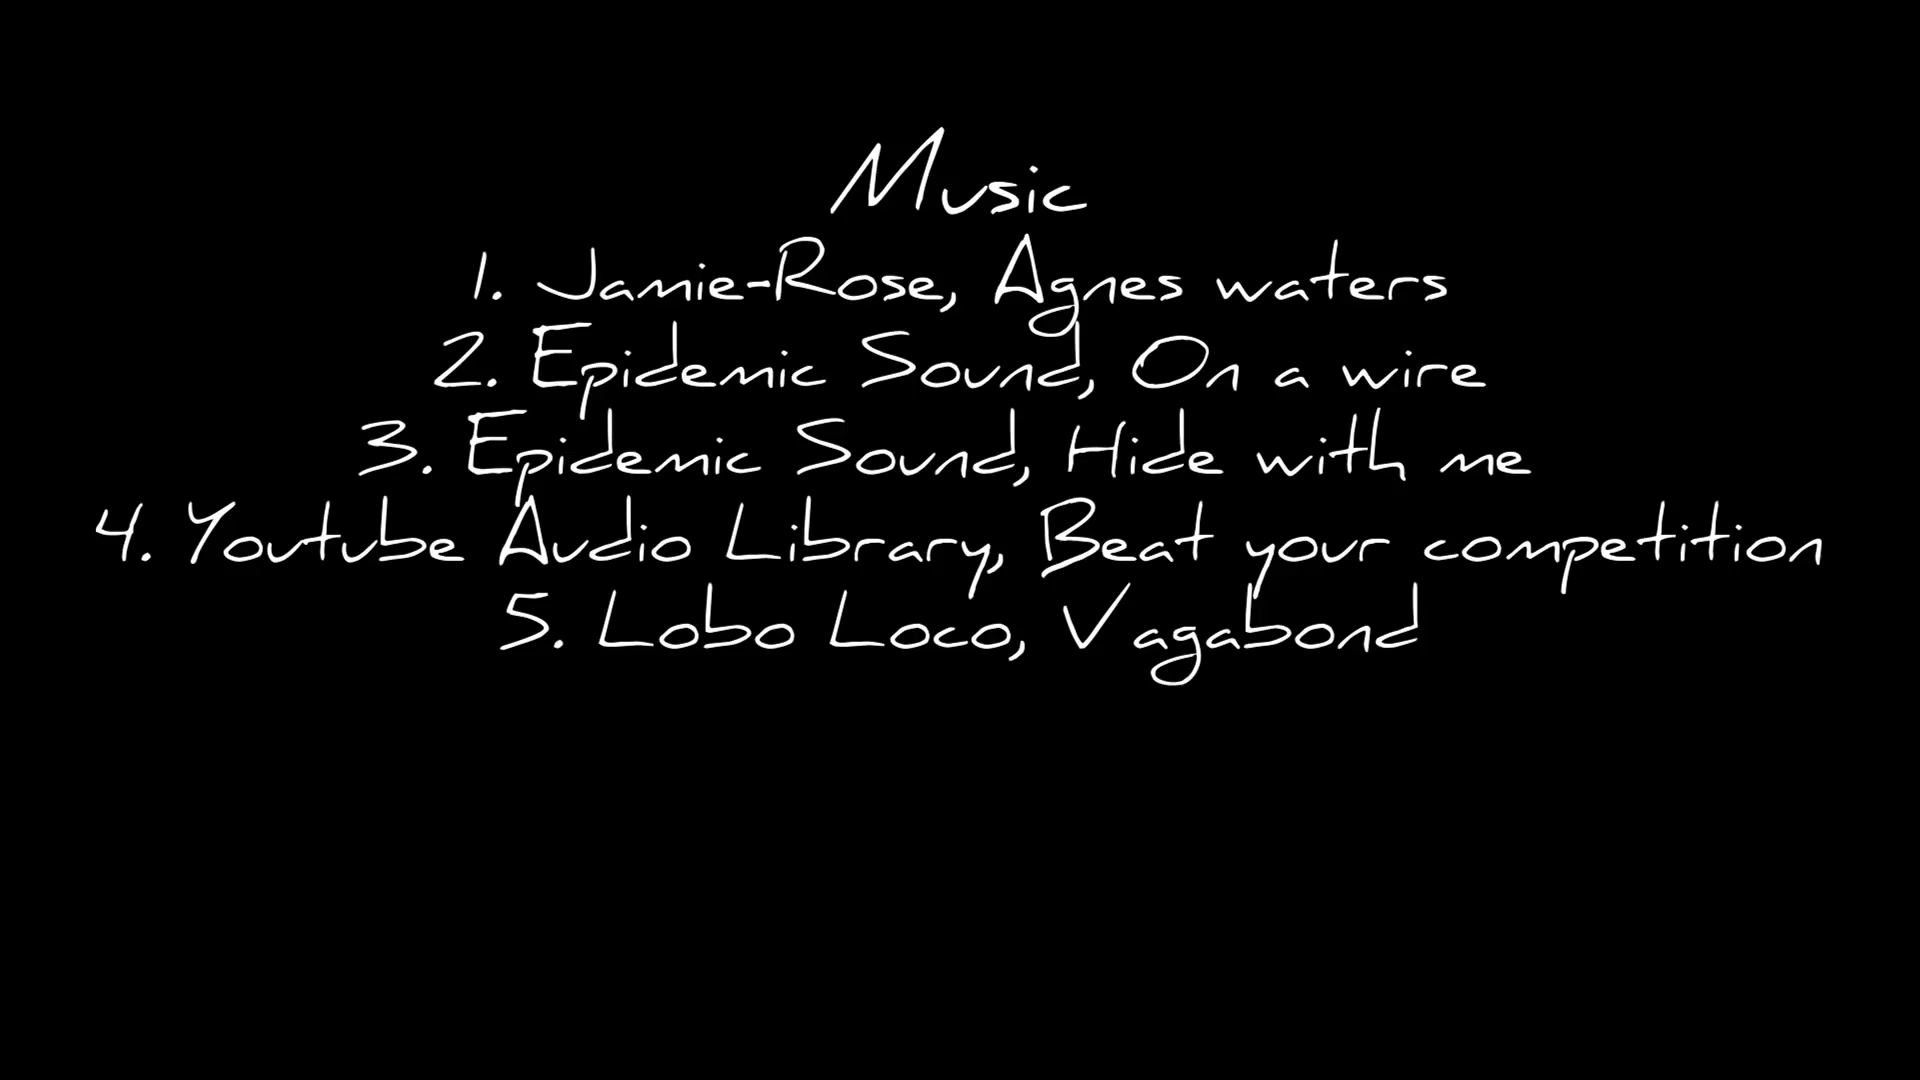 Music
1. Jamie-Rose, Agnes waters
2. Epidemic Sound, On a wire
3. Epidemic Sound, Hide with me
4. Youtube Audio Library, Beat your competition
5. Lobo Loco, Vagabond